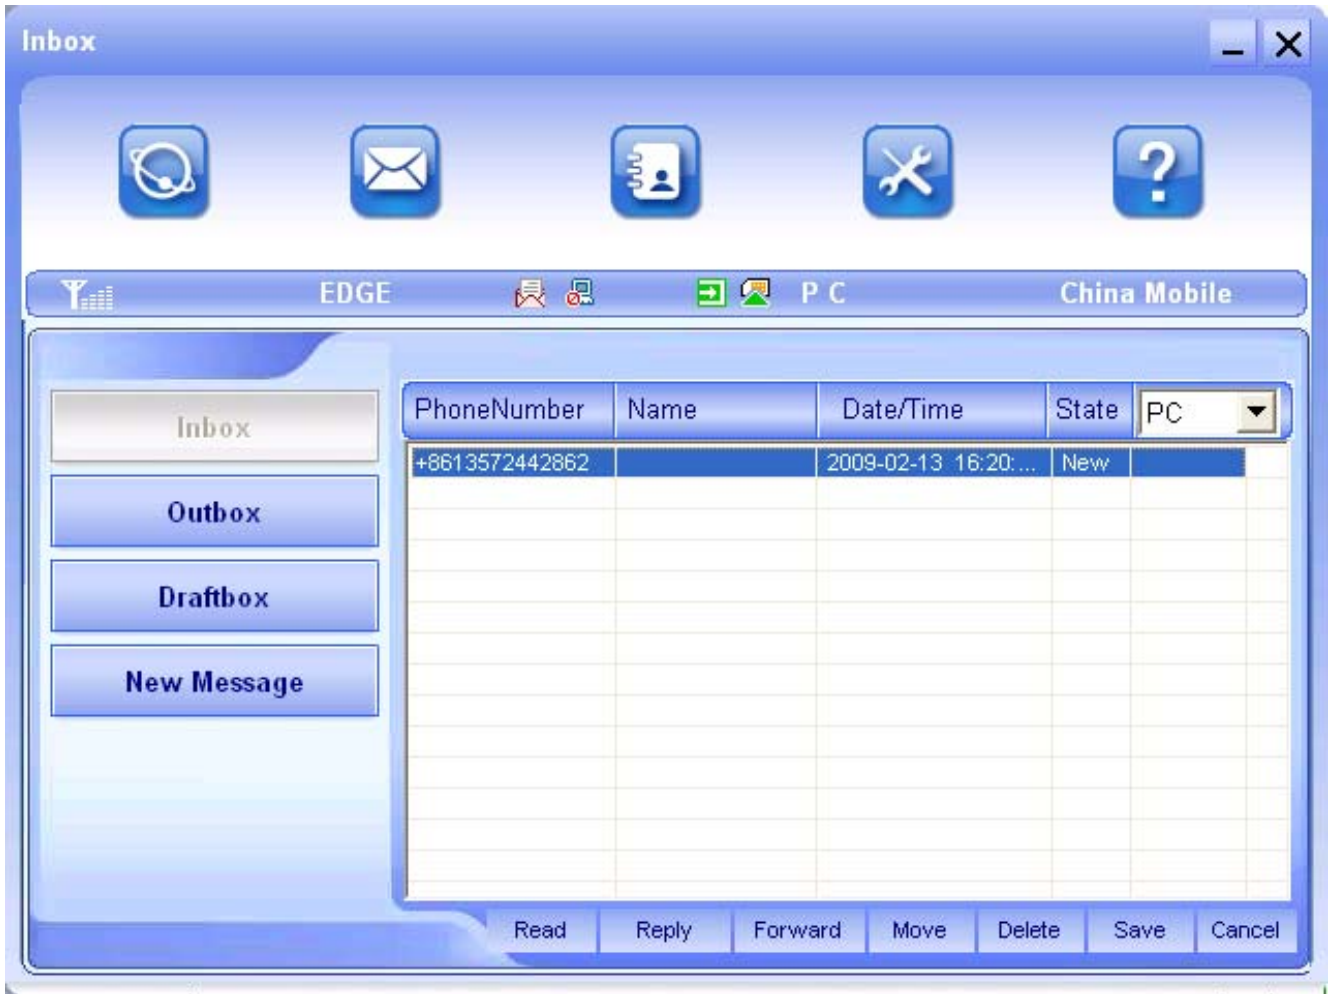 Inbox
EDGE P C China Mobile
PhoneNumber Name Date/Time State PC
Inbox
+8613572442862 2009-02-13 16:20:... New
Outbox
Draftbox
New Message
Read Reply Forward Move Delete Save Cancel